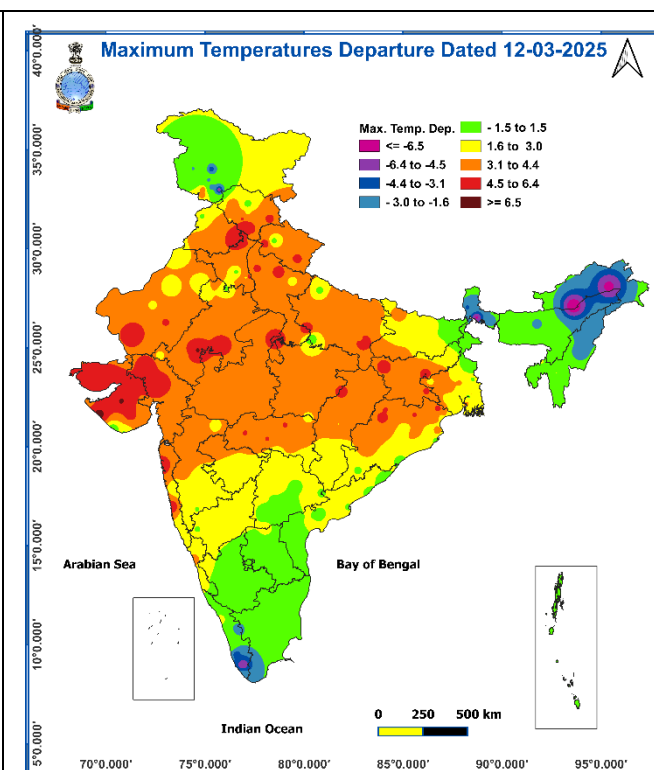 Maximum Temperatures Departure Dated 12-03-2025
Max. Temp. Dep.
<= -6.5
-6.4 to -4.5
-4.4 to -3.1
- 3.0 to -1.6
- 1.5 to 1.5
1.6 to 3.0
3.1 to 4.4
4.5 to 6.4
>= 6.5
40°0.000'
35°0.000'
30°0.000'
25°0.000'
20°0.000'
15°0.000'
10°0.000'
5°0.000'
Arabian Sea
Bay of Bengal
Indian Ocean
0 250 500 km
70°0.000' 75°0.000' 80°0.000' 85°0.000' 90°0.000' 95°0.000'